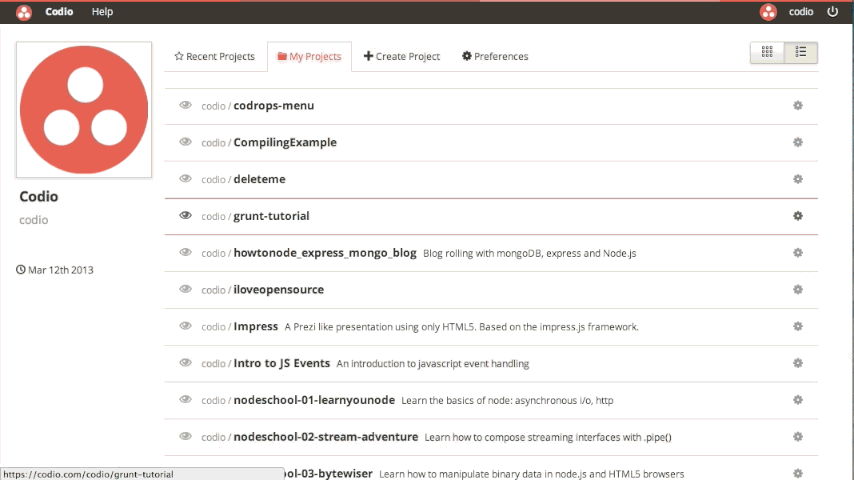 Codio Help codio
Recent Projects My Projects Create Project Preferences
codio / codrops-menu
codio / CompilingExample
codio / deleteme
Codio
codio / grunt-tutorial
codio
codio / howtonode_express_mongo_blog Blog rolling with mongoDB, express and Node.js
Mar 12th 2013
codio / iloveopensource
codio / Impress A Prezi like presentation using only HTML5. Based on the impress.js framework.
codio / Intro to JS Events An introduction to javascript event handling
codio / nodeschool-01-learnyounode Learn the basics of node: asynchronous i/o, http
codio / nodeschool-02-stream-adventure Learn how to compose streaming interfaces with .pipe()
https://codio.com/codio/grunt-tutorial ol-03-bytewiser Learn how to manipulate binary data in node.js and HTML5 browsers